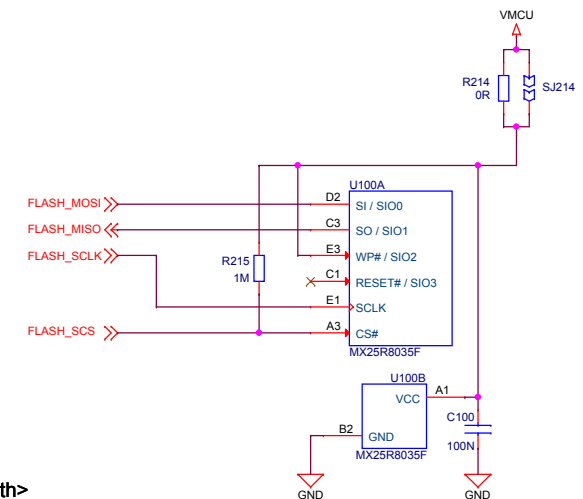 VMCU
R214
0R
SJ214
U100A
FLASH_MOSI
D2
SI / SIO0
FLASH_MISO
C3
SO / SIO1
FLASH_SCLK
E3
WP# / SIO2
R215
1M
C1
RESET# / SIO3
E1
SCLK
FLASH_SCS
A3
CS#
MX25R8035F
U100B
A1
VCC
C100
100N
B2
GND
MX25R8035F
th>
GND
GND